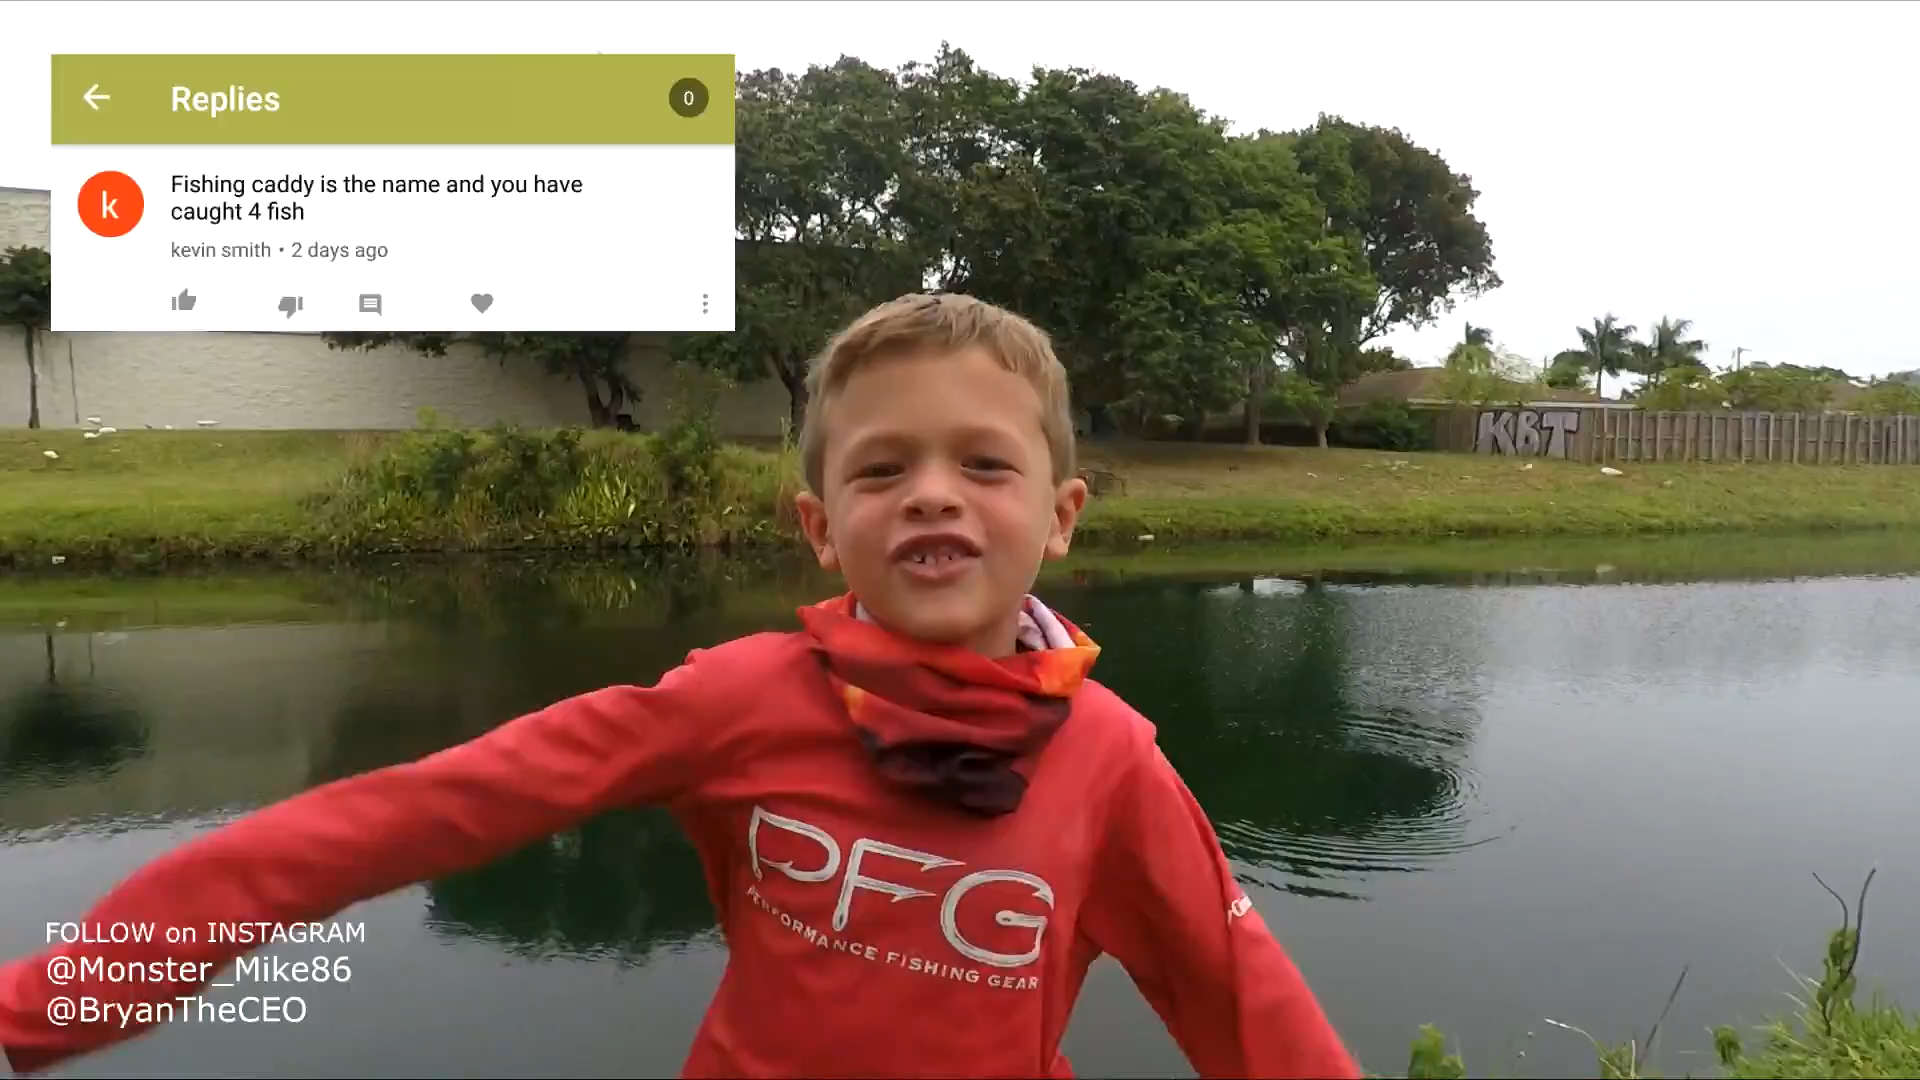 Replies
0
k
Fishing caddy is the name and you have
caught 4 fish
kevin smith • 2 days ago
KBT
PFG
PERFORMANCE FISHING GEAR
FOLLOW on INSTAGRAM
@Monster_Mike86
@BryanTheCEO